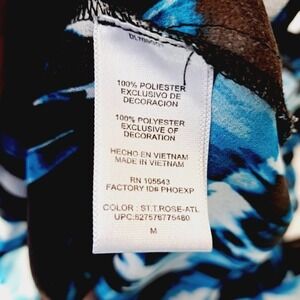 100% POLIESTER
EXCLUSIVO DE
DECORACION
100% POLYESTER
EXCLUSIVE OF
DECORATION
HECHO EN VIETNAM
MADE IN VIETNAM
RN 105543
FACTORY ID# PHOEXP
COLOR : ST.T.ROSE-ATL
UPC:627576775460
M